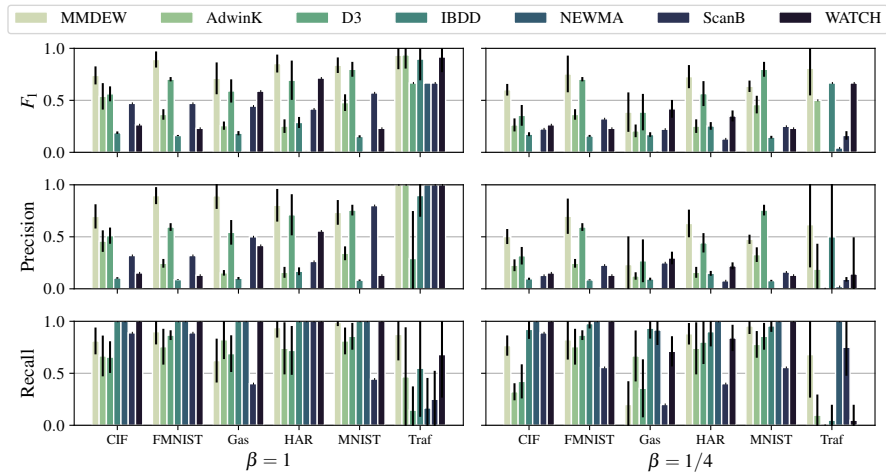 MMDEW AdwinK D3 IBDD NEWMA ScanB WATCH
1.0
F₁
0.5
0.0
1.0
Precision
0.5
0.0
1.0
Recall
0.5
0.0
CIF FMNIST Gas HAR MNIST Traf
CIF FMNIST Gas HAR MNIST Traf
β = 1
β = 1/4